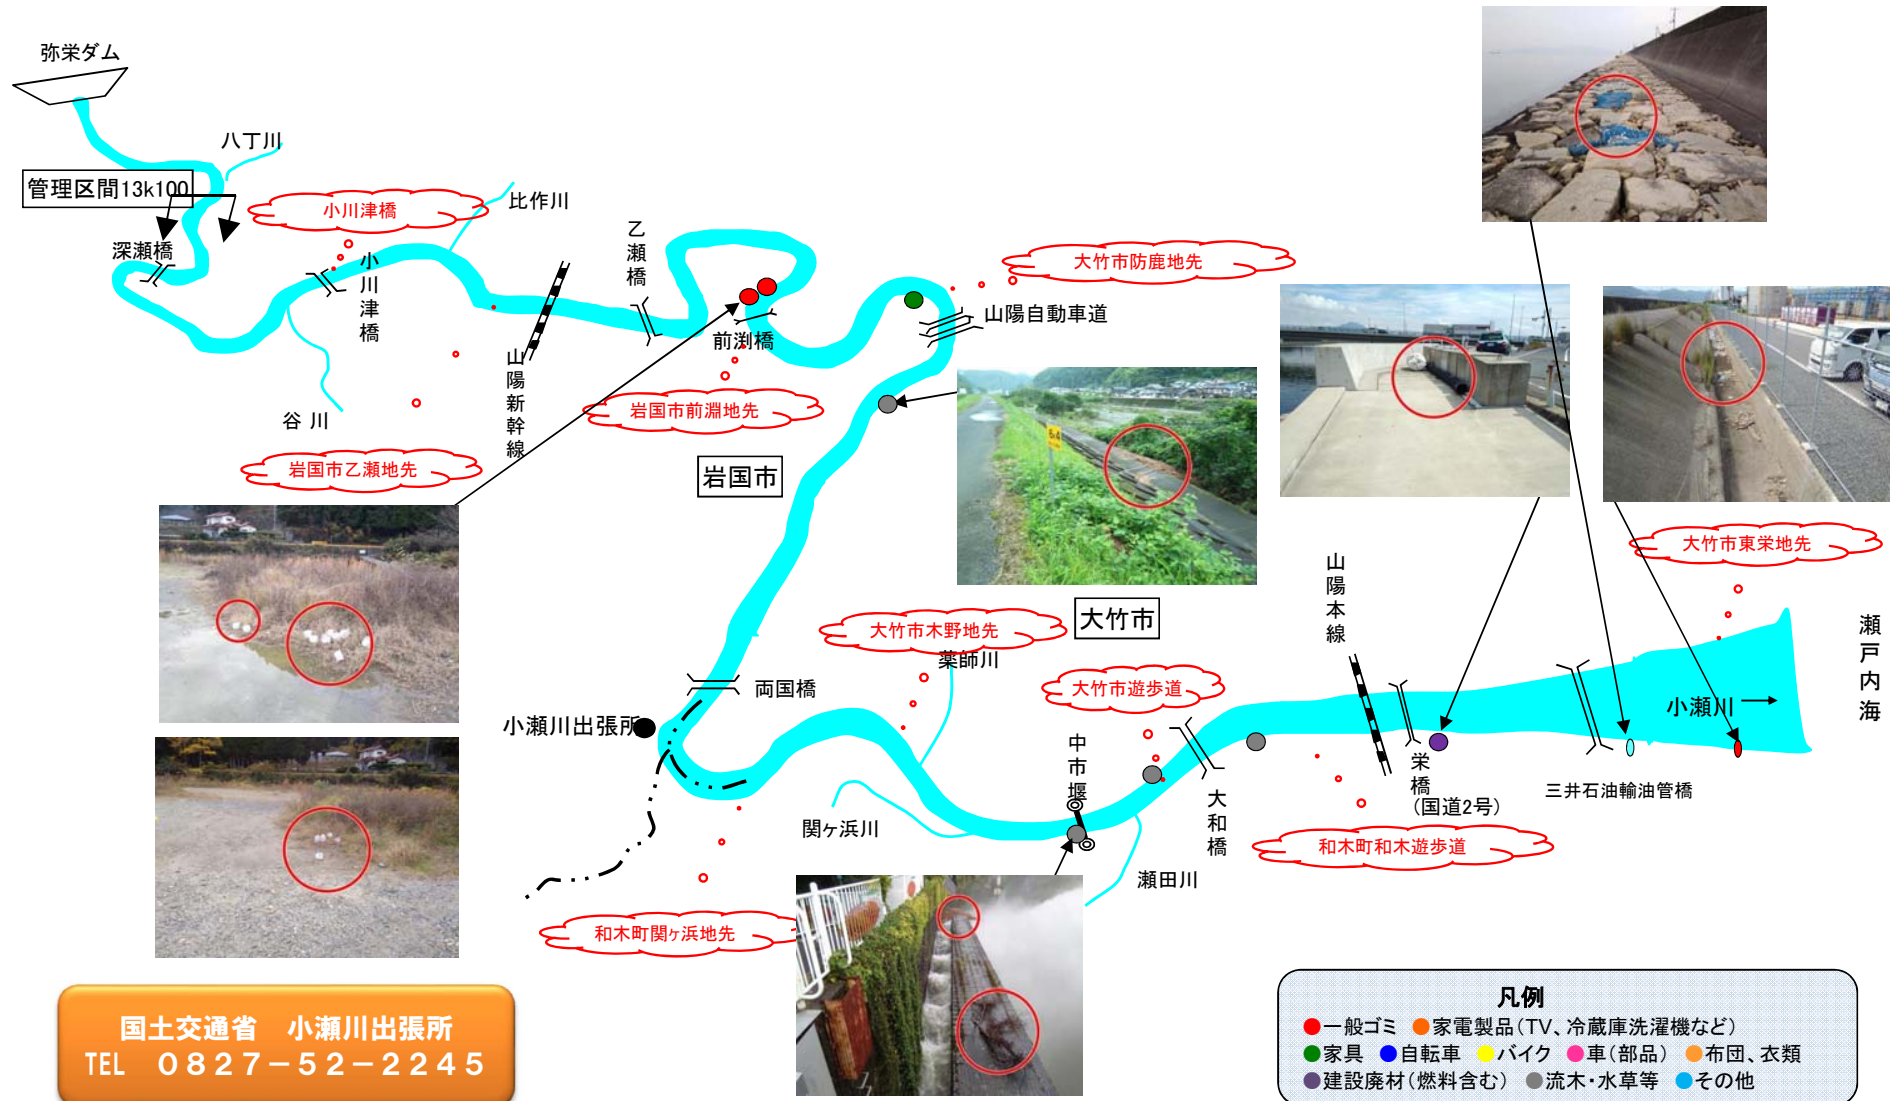 弥栄ダム
八丁川
管理区間13k100
小川津橋
比作川
深瀬橋
小川津橋
乙瀬橋
大竹市防鹿地先
山陽自動車道
前渕橋
山陽新幹線
谷川
岩国市前淵地先
岩国市乙瀬地先
岩国市
大竹市東栄地先
山陽本線
大竹市
大竹市木野地先
薬師川
瀬戸内海
両国橋
大竹市遊歩道
小瀬川
小瀬川出張所
中市堰
栄橋
(国道2号)
三井石油輸油管橋
大和橋
関ヶ浜川
和木町和木遊歩道
瀬田川
和木町関ヶ浜地先
国土交通省 小瀬川出張所
TEL 0827-52-2245
凡例
一般ゴミ 家電製品(TV、冷蔵庫洗濯機など)
家具 自転車 バイク 車(部品) 布団、衣類
建設廃材(燃料含む) 流木・水草等 その他